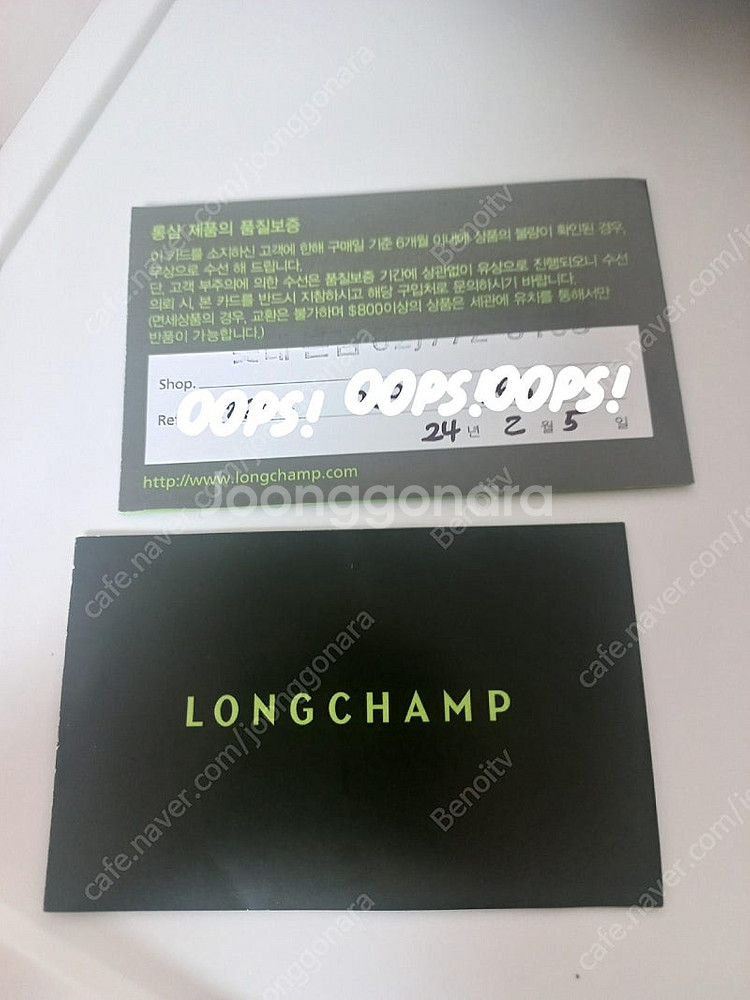 롱샴 제품의 품질보증
이 카드를 소지하신 고객에 한해 구매일 기준 6개월 이내에 상품의 불량이 확인된 경우,
무상으로 수선 해 드립니다.
단, 고객 부주의에 의한 수선은 품질보증 기간에 상관없이 유상으로 진행되오니 수선
의뢰 시, 본 카드를 반드시 지참하시고 해당 구입처로 문의하시기 바랍니다.
(면세상품의 경우, 교환은 불가하며 $800이상의 상품은 세관에 유치를 통해서만
반품이 가능합니다.)
Shop.
OOPS! OOPS! OOPS!
24년 2월 5일
http://www.longchamp.com
Joonggonara
LONGCHAMP
cafe.naver.com/joonggonara
Benoitv